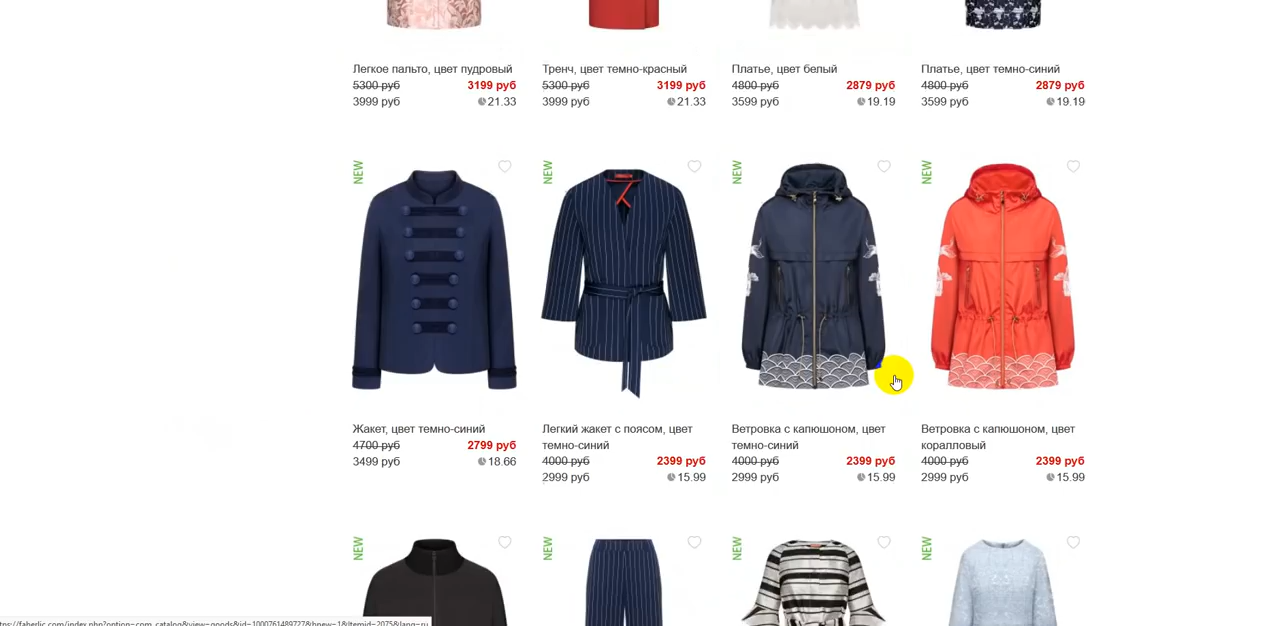 Легкое пальто, цвет пудровый
5300 руб 3199 руб
3999 руб 21.33
Тренч, цвет темно-красный
5300 руб 3199 руб
3999 руб 21.33
Платье, цвет белый
4800 руб 2879 руб
3599 руб 19.19
Платье, цвет темно-синий
4800 руб 2879 руб
3599 руб 19.19
NEW
Жакет, цвет темно-синий
4700 руб 2799 руб
3499 руб 18.66
NEW
Легкий жакет с поясом, цвет
темно-синий
4000 руб 2399 руб
2999 руб 15.99
NEW
Ветровка с капюшоном, цвет
темно-синий
4000 руб 2399 руб
2999 руб 15.99
NEW
Ветровка с капюшоном, цвет
коралловый
4000 руб 2399 руб
2999 руб 15.99
NEW
NEW
NEW
NEW